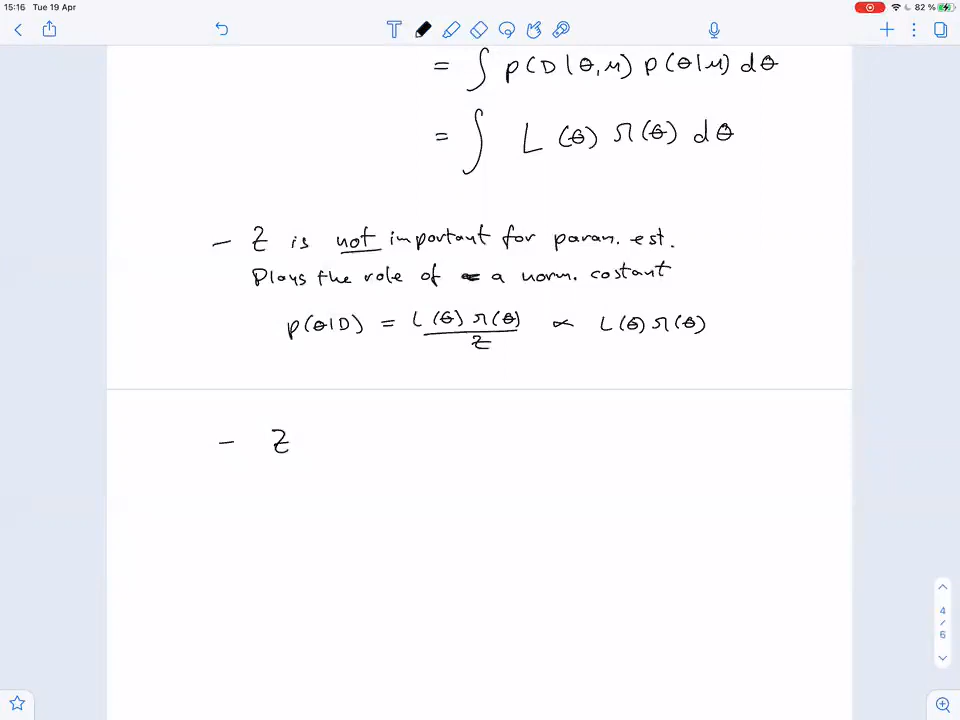 15:16 Tue 19 Apr
82 %
= ∫ p(D|θ,M) p(θ|M) dθ
= ∫ L(θ) π(θ) dθ
– Z is not important for param. est.
Plays the role of a norm. costant
p(θ|D) = L(θ) π(θ) / Z ∝ L(θ) π(θ)
– Z
4 / 6